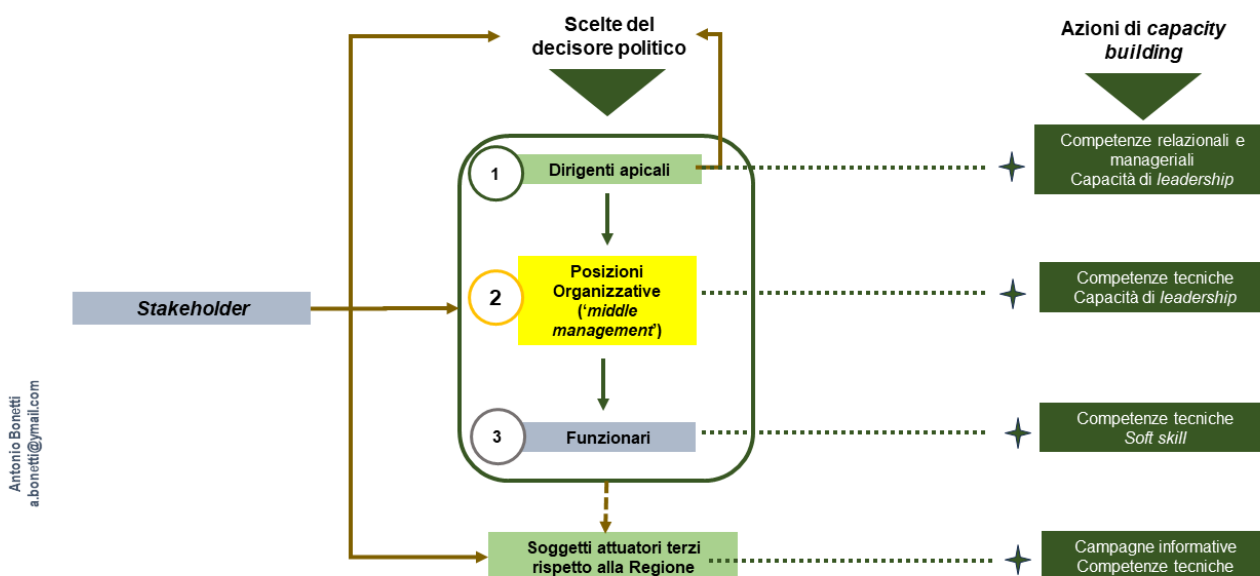 Scelte del
decisore politico
Azioni di capacity
building
1
Dirigenti apicali
Competenze relazionali e
manageriali
Capacità di leadership
Stakeholder
2
Posizioni
Organizzative
('middle
management')
Competenze tecniche
Capacità di leadership
3
Funzionari
Competenze tecniche
Soft skill
Soggetti attuatori terzi
rispetto alla Regione
Campagne informative
Competenze tecniche
Antonio Bonetti
a.bonetti@ymail.com